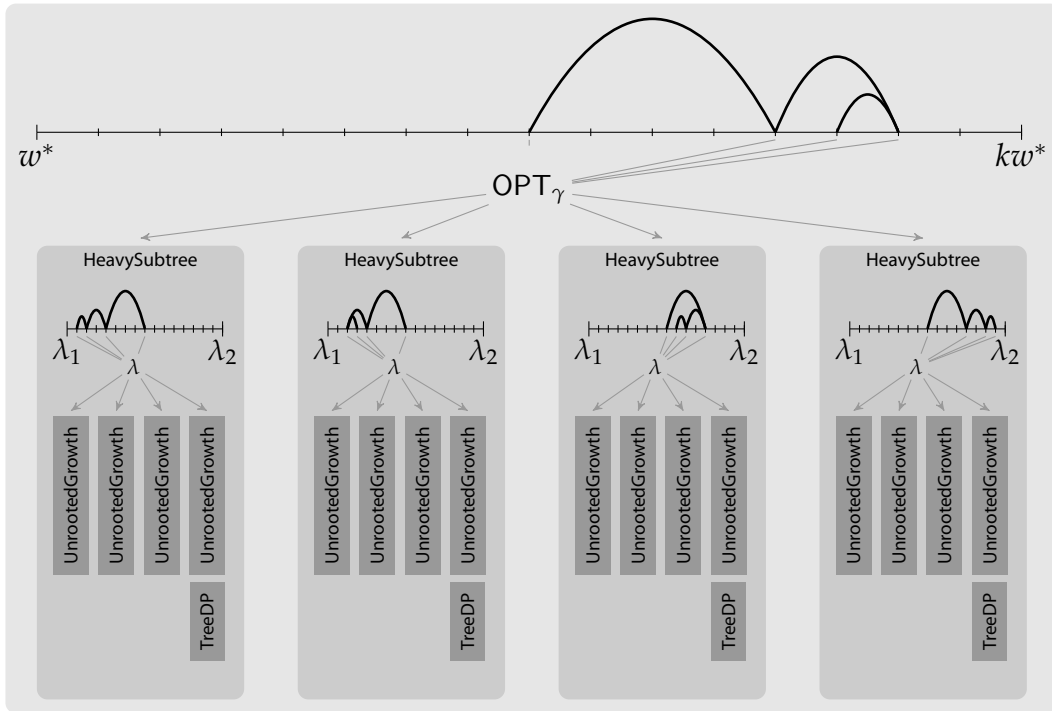 w* kw*
OPTγ
HeavySubtree HeavySubtree HeavySubtree HeavySubtree
λ1 λ2 λ1 λ2 λ1 λ2 λ1 λ2
λ λ λ λ
UnrootedGrowth UnrootedGrowth UnrootedGrowth UnrootedGrowth UnrootedGrowth UnrootedGrowth UnrootedGrowth UnrootedGrowth UnrootedGrowth UnrootedGrowth UnrootedGrowth UnrootedGrowth UnrootedGrowth UnrootedGrowth UnrootedGrowth UnrootedGrowth
TreeDP TreeDP TreeDP TreeDP